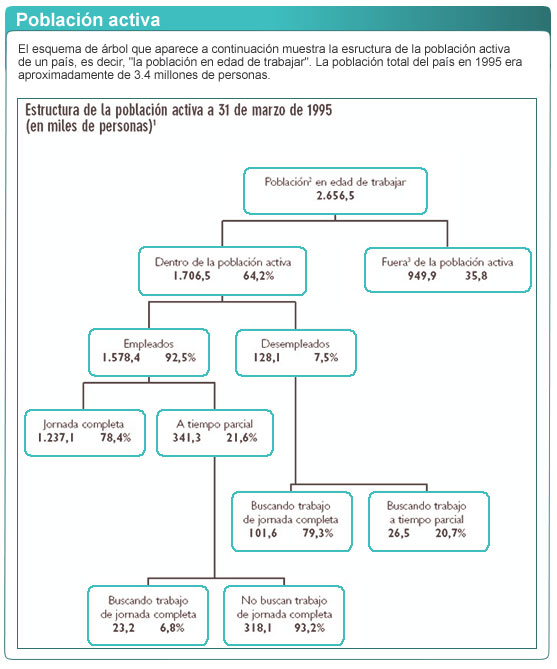 Población activa
El esquema de árbol que aparece a continuación muestra la esructura de la población activa
de un país, es decir, "la población en edad de trabajar". La población total del país en 1995 era
aproximadamente de 3.4 millones de personas.
Estructura de la población activa a 31 de marzo de 1995
(en miles de personas)¹
Población² en edad de trabajar
2.656,5
Dentro de la población activa
1.706,5 64,2%
Fuera³ de la población activa
949,9 35,8
Empleados
1.578,4 92,5%
Desempleados
128,1 7,5%
Jornada completa
1.237,1 78,4%
A tiempo parcial
341,3 21,6%
Buscando trabajo
de jornada completa
101,6 79,3%
Buscando trabajo
a tiempo parcial
26,5 20,7%
Buscando trabajo
de jornada completa
23,2 6,8%
No buscan trabajo
de jornada completa
318,1 93,2%